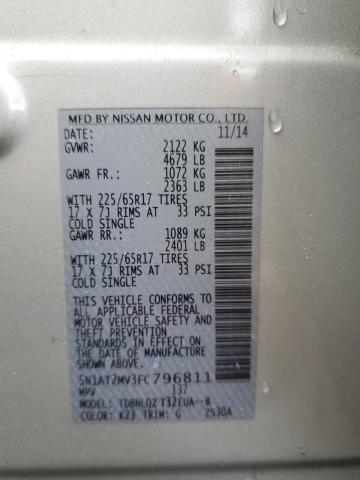 MFD BY NISSAN MOTOR CO., LTD.
DATE: 11/14
GVWR: 2122 KG
4679 LB
GAWR FR.: 1072 KG
2363 LB
WITH 225/65R17 TIRES
17 X 7J RIMS AT 33 PSI
COLD SINGLE
GAWR RR.: 1089 KG
2401 LB
WITH 225/65R17 TIRES
17 X 7J RIMS AT 33 PSI
COLD SINGLE
THIS VEHICLE CONFORMS TO
ALL APPLICABLE FEDERAL
MOTOR VEHICLE SAFETY
AND THEFT PREVENTION
STANDARDS IN EFFECT ON
THE DATE OF MANUFACTURE
SHOWN ABOVE.
5N1AT2MV3FC796811
MPV 137
MODEL: TDBNLQZ T32EUA--B
COLOR: K23 TRIM: G ZS30A